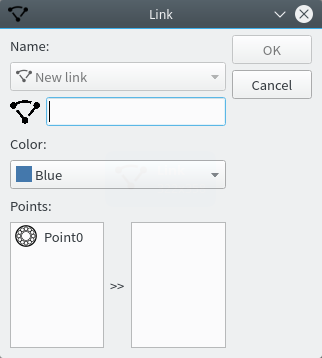 Link
Name:
OK
New link
Cancel
Color:
Blue
Points:
Point0
>>